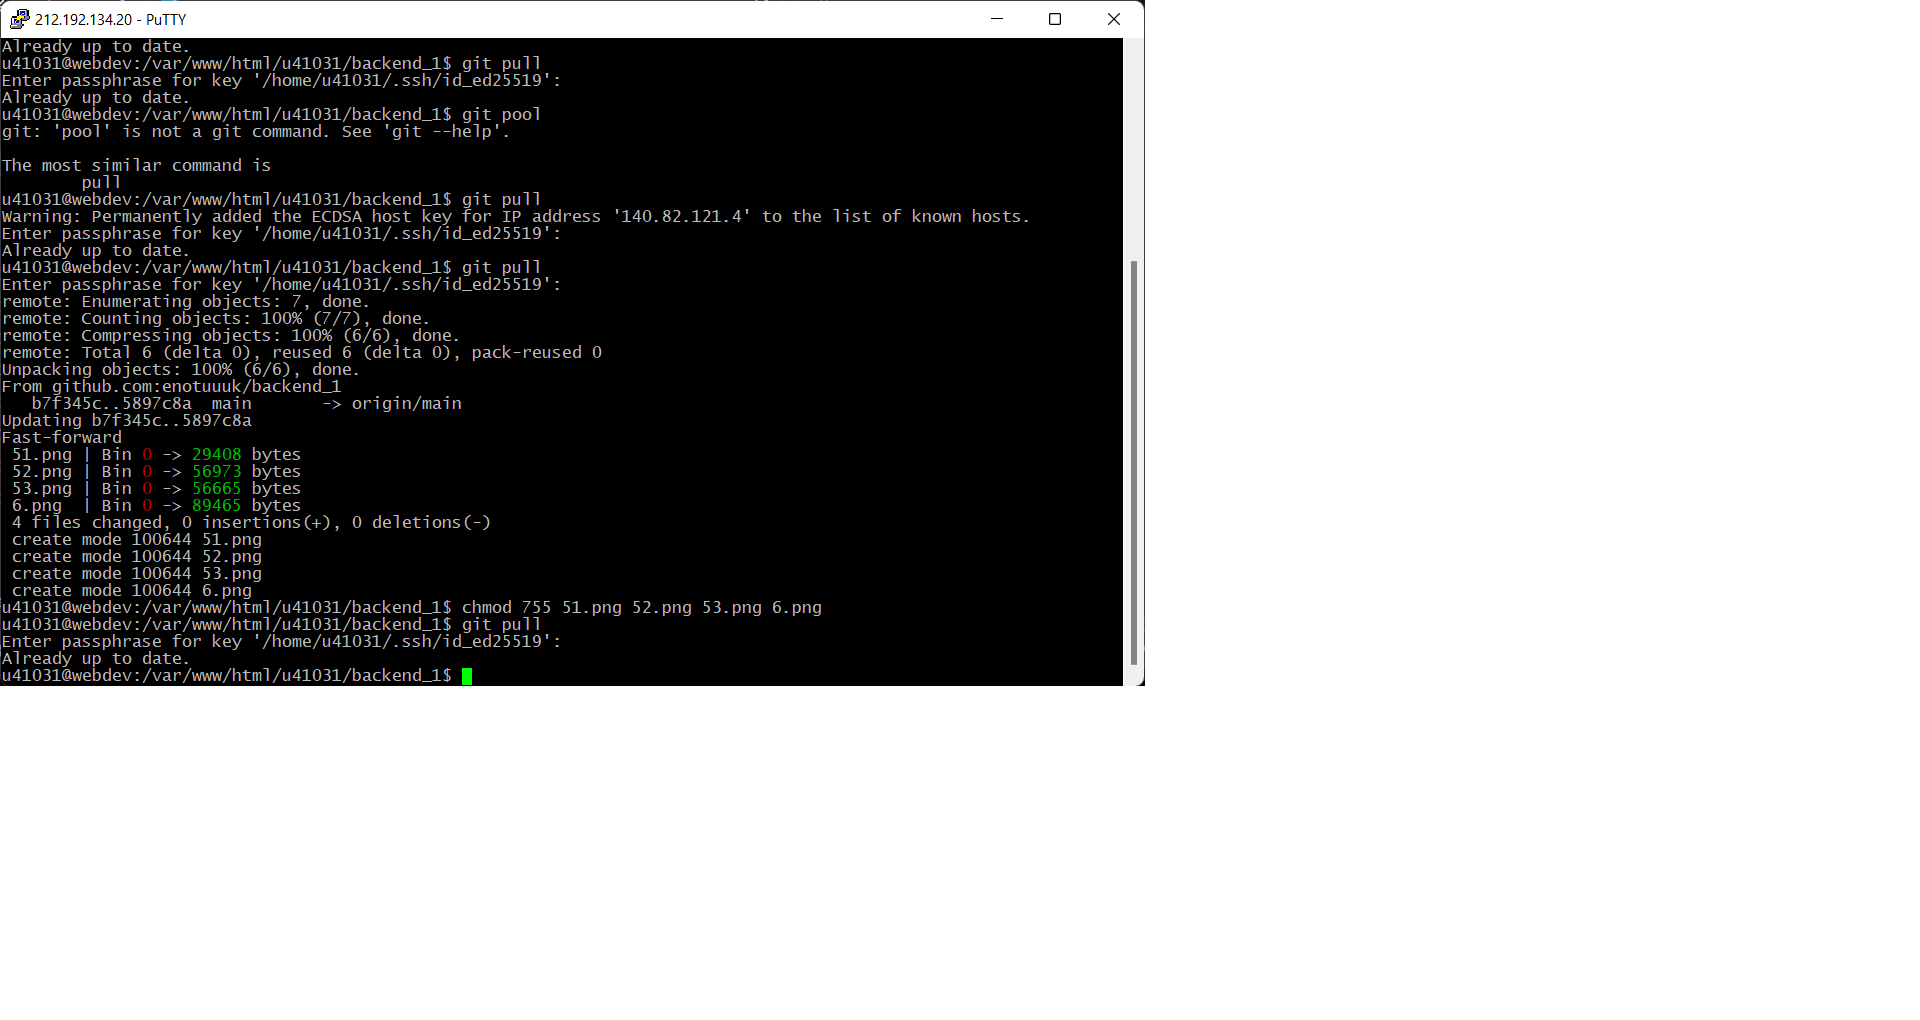 212.192.134.20 - PuTTY
Already up to date.
u41031@webdev:/var/www/html/u41031/backend_1$ git pull
Enter passphrase for key '/home/u41031/.ssh/id_ed25519':
Already up to date.
u41031@webdev:/var/www/html/u41031/backend_1$ git pool
git: 'pool' is not a git command. See 'git --help'.

The most similar command is
        pull
u41031@webdev:/var/www/html/u41031/backend_1$ git pull
Warning: Permanently added the ECDSA host key for IP address '140.82.121.4' to the list of known hosts.
Enter passphrase for key '/home/u41031/.ssh/id_ed25519':
Already up to date.
u41031@webdev:/var/www/html/u41031/backend_1$ git pull
Enter passphrase for key '/home/u41031/.ssh/id_ed25519':
remote: Enumerating objects: 7, done.
remote: Counting objects: 100% (7/7), done.
remote: Compressing objects: 100% (6/6), done.
remote: Total 6 (delta 0), reused 6 (delta 0), pack-reused 0
Unpacking objects: 100% (6/6), done.
From github.com:enotuuuk/backend_1
   b7f345c..5897c8a  main       -> origin/main
Updating b7f345c..5897c8a
Fast-forward
 51.png | Bin 0 -> 29408 bytes
 52.png | Bin 0 -> 56973 bytes
 53.png | Bin 0 -> 56665 bytes
 6.png  | Bin 0 -> 89465 bytes
 4 files changed, 0 insertions(+), 0 deletions(-)
 create mode 100644 51.png
 create mode 100644 52.png
 create mode 100644 53.png
 create mode 100644 6.png
u41031@webdev:/var/www/html/u41031/backend_1$ chmod 755 51.png 52.png 53.png 6.png
u41031@webdev:/var/www/html/u41031/backend_1$ git pull
Enter passphrase for key '/home/u41031/.ssh/id_ed25519':
Already up to date.
u41031@webdev:/var/www/html/u41031/backend_1$